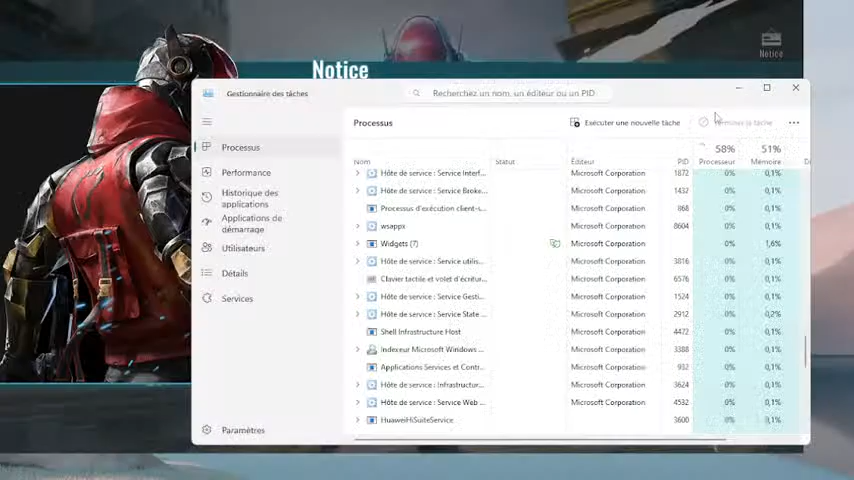 Notice
Notice
Gestionnaire des tâches
Recherchez un nom, un éditeur ou un PID
Processus
Exécuter une nouvelle tâche
Terminer la tâche
Processus
Performance
Historique des
applications
Applications de
démarrage
Utilisateurs
Détails
Services
Paramètres
58% 51%
Nom Statut Éditeur PID Processeur Mémoire
Hôte de service : Service Interf... Microsoft Corporation 1872 0% 0,1%
Hôte de service : Service Broke... Microsoft Corporation 1432 0% 0,1%
Processus d'exécution client-s... Microsoft Corporation 868 0% 0,1%
wsappx Microsoft Corporation 8604 0% 0,1%
Widgets (7) Microsoft Corporation 0% 1,6%
Hôte de service : Service utilis... Microsoft Corporation 3816 0% 0,1%
Clavier tactile et volet d'écritur... Microsoft Corporation 6576 0% 0,1%
Hôte de service : Service Gesti... Microsoft Corporation 1524 0% 0,1%
Hôte de service : Service State ... Microsoft Corporation 2912 0% 0,2%
Shell Infrastructure Host Microsoft Corporation 4472 0% 0,1%
Indexeur Microsoft Windows ... Microsoft Corporation 3388 0% 0,1%
Applications Services et Contr... Microsoft Corporation 932 0% 0,1%
Hôte de service : Infrastructur... Microsoft Corporation 3624 0% 0,1%
Hôte de service : Service Web ... Microsoft Corporation 4532 0% 0,1%
HuaweiHiSuiteService 3600 0% 0,1%